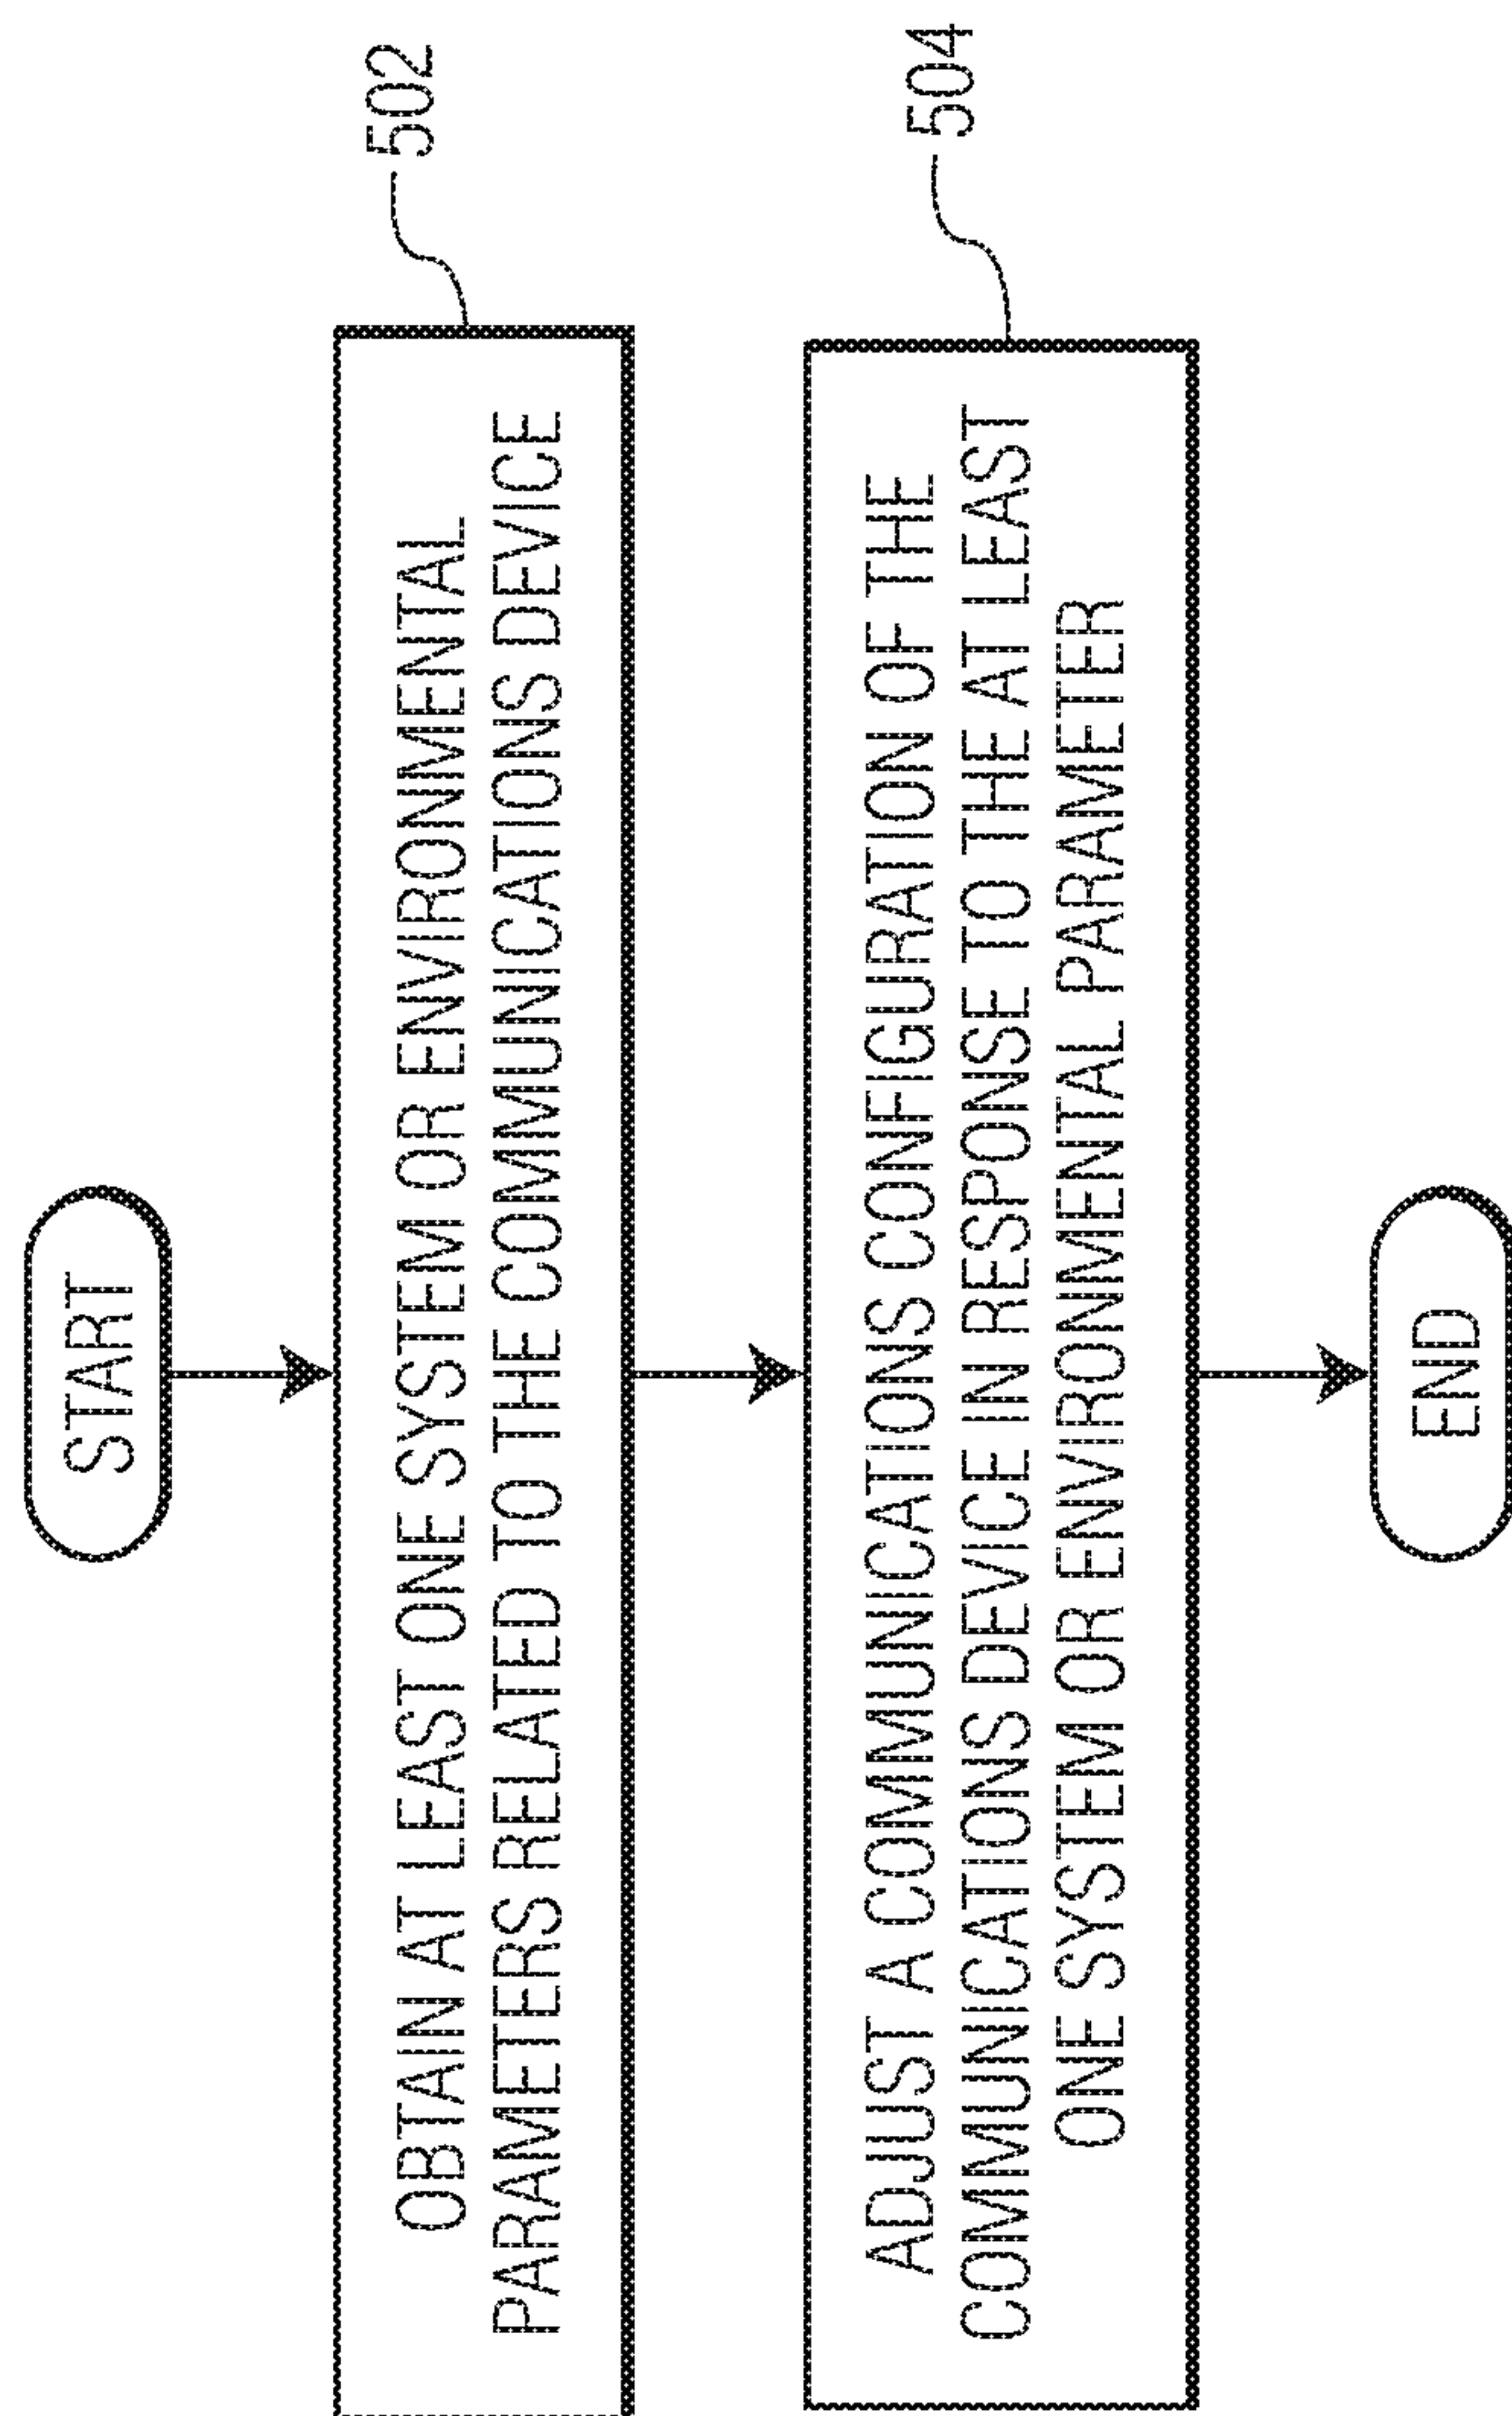 START
OBTAIN AT LEAST ONE SYSTEM OR ENVIRONMENTAL
PARAMETERS RELATED TO THE COMMUNICATIONS DEVICE
502
ADJUST A COMMUNICATIONS CONFIGURATION OF THE
COMMUNICATIONS DEVICE IN RESPONSE TO THE AT LEAST
ONE SYSTEM OR ENVIRONMENTAL PARAMETER
504
END